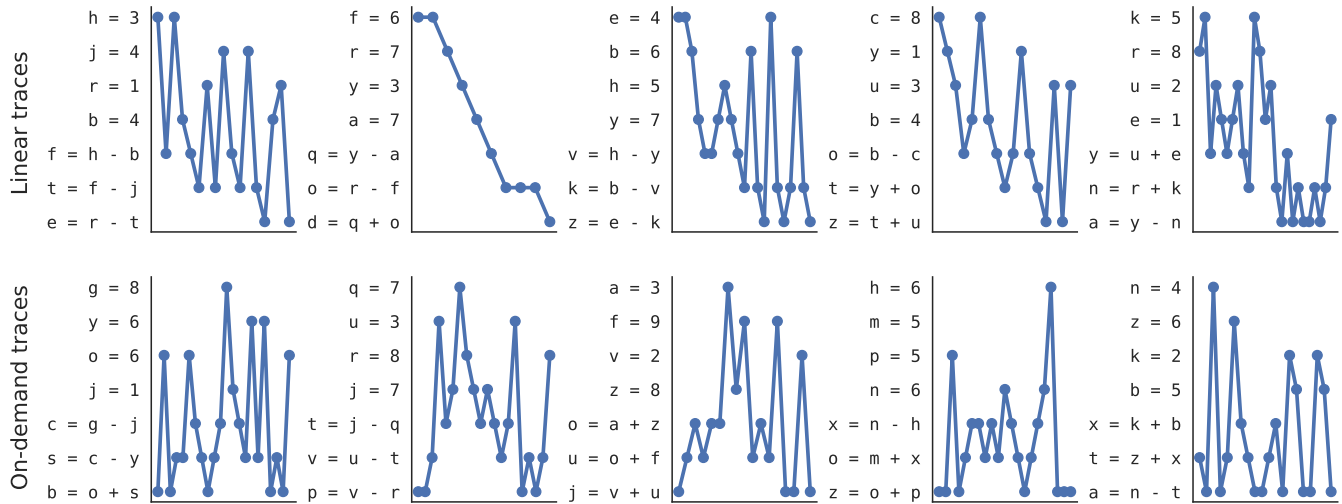 Linear traces
h = 3
j = 4
r = 1
b = 4
f = h - b
t = f - j
e = r - t
f = 6
r = 7
y = 3
a = 7
q = y - a
o = r - f
d = q + o
e = 4
b = 6
h = 5
y = 7
v = h - y
k = b - v
z = e - k
c = 8
y = 1
u = 3
b = 4
o = b - c
t = y + o
z = t + u
k = 5
r = 8
u = 2
e = 1
y = u + e
n = r + k
a = y - n
On-demand traces
g = 8
y = 6
o = 6
j = 1
c = g - j
s = c - y
b = o + s
q = 7
u = 3
r = 8
j = 7
t = j - q
v = u - t
p = v - r
a = 3
f = 9
v = 2
z = 8
o = a + z
u = o + f
j = v + u
h = 6
m = 5
p = 5
n = 6
x = n - h
o = m + x
z = o + p
n = 4
z = 6
k = 2
b = 5
x = k + b
t = z + x
a = n - t